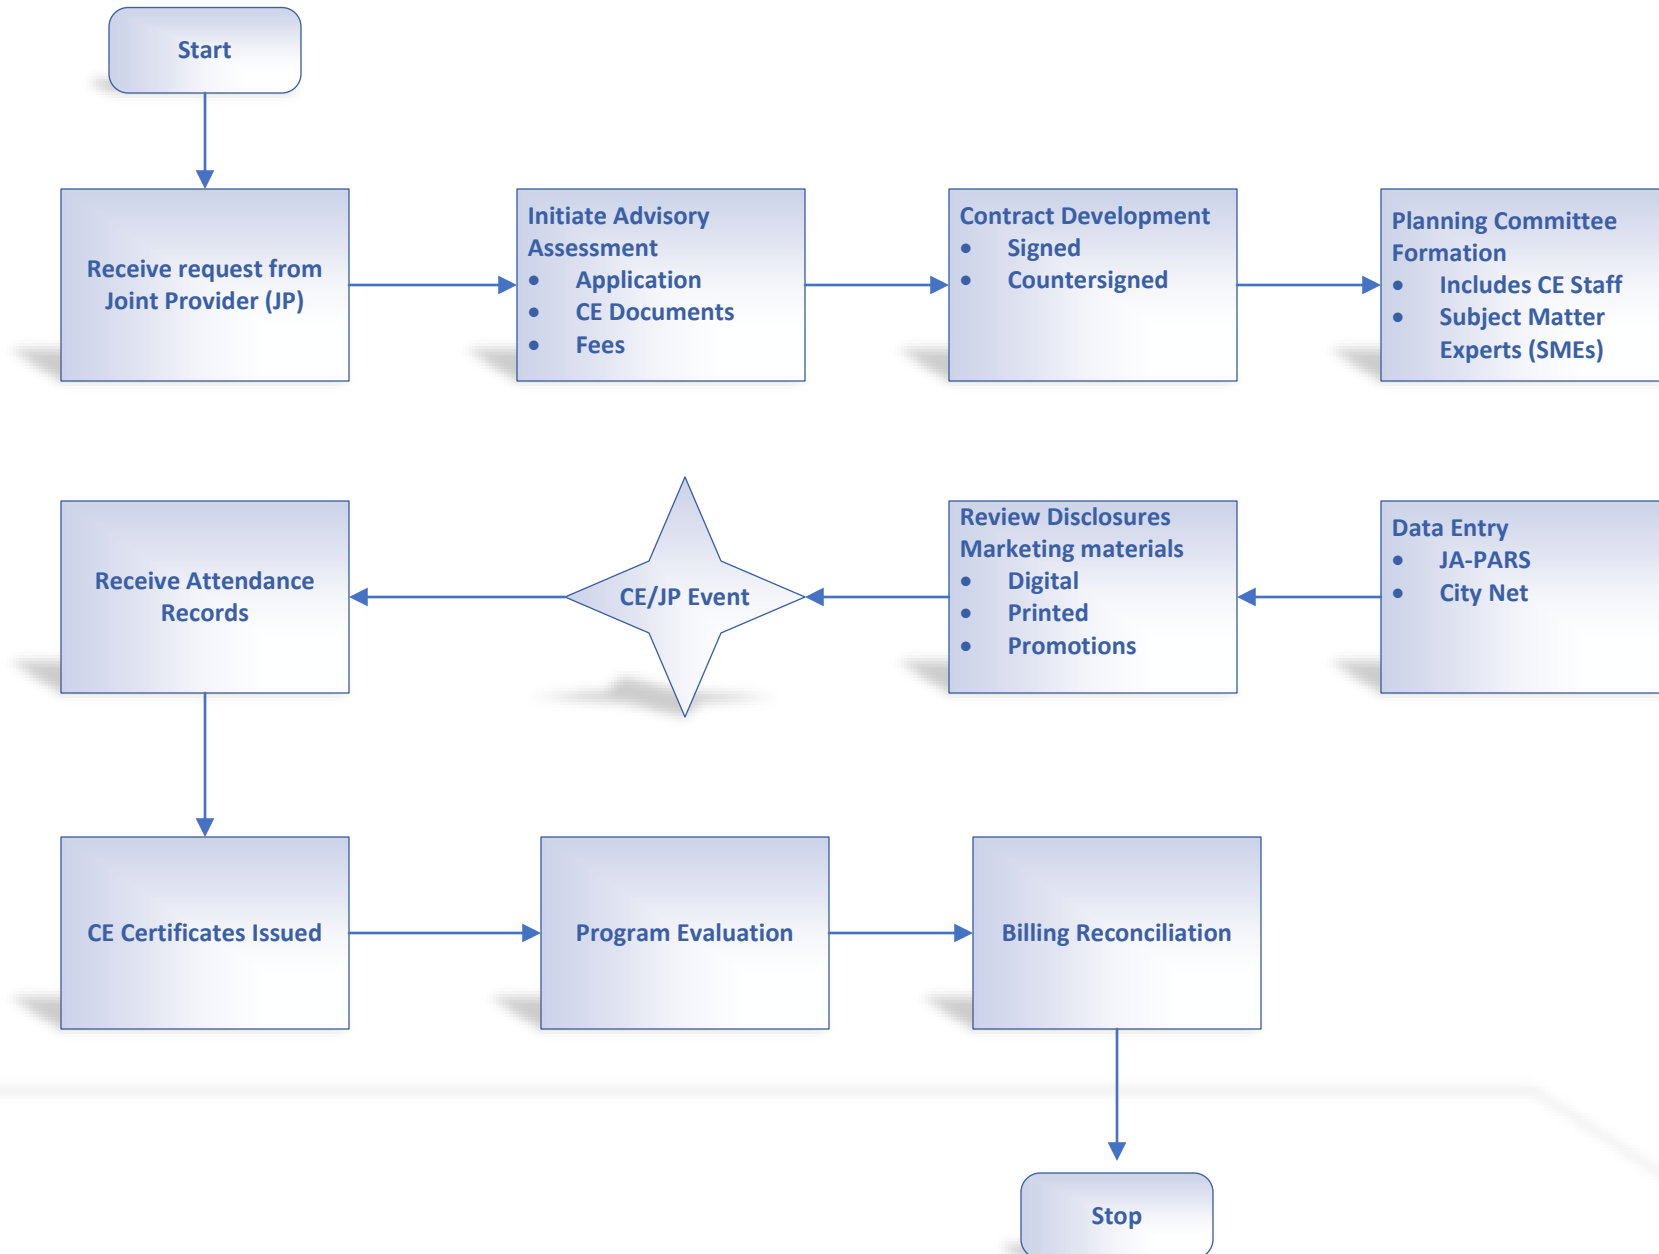 Start
Receive request from
Joint Provider (JP)
Initiate Advisory
Assessment
• Application
• CE Documents
• Fees
Contract Development
• Signed
• Countersigned
Planning Committee
Formation
• Includes CE Staff
• Subject Matter
Experts (SMEs)
Data Entry
• JA-PARS
• City Net
Review Disclosures
Marketing materials
• Digital
• Printed
• Promotions
CE/JP Event
Receive Attendance
Records
CE Certificates Issued
Program Evaluation
Billing Reconciliation
Stop